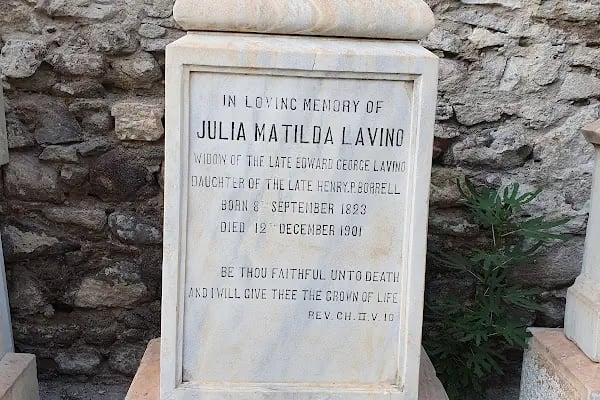 IN LOVING MEMORY OF
JULIA MATILDA LAVINO
WIDOW OF THE LATE EDWARD GEORGE LAVINO
DAUGHTER OF THE LATE HENRY. P. BORRELL
BORN 8TH SEPTEMBER 1823
DIED 12TH DECEMBER 1901
BE THOU FAITHFUL UNTO DEATH
AND I WILL GIVE THEE THE CROWN OF LIFE
REV. CH. II. V. 10